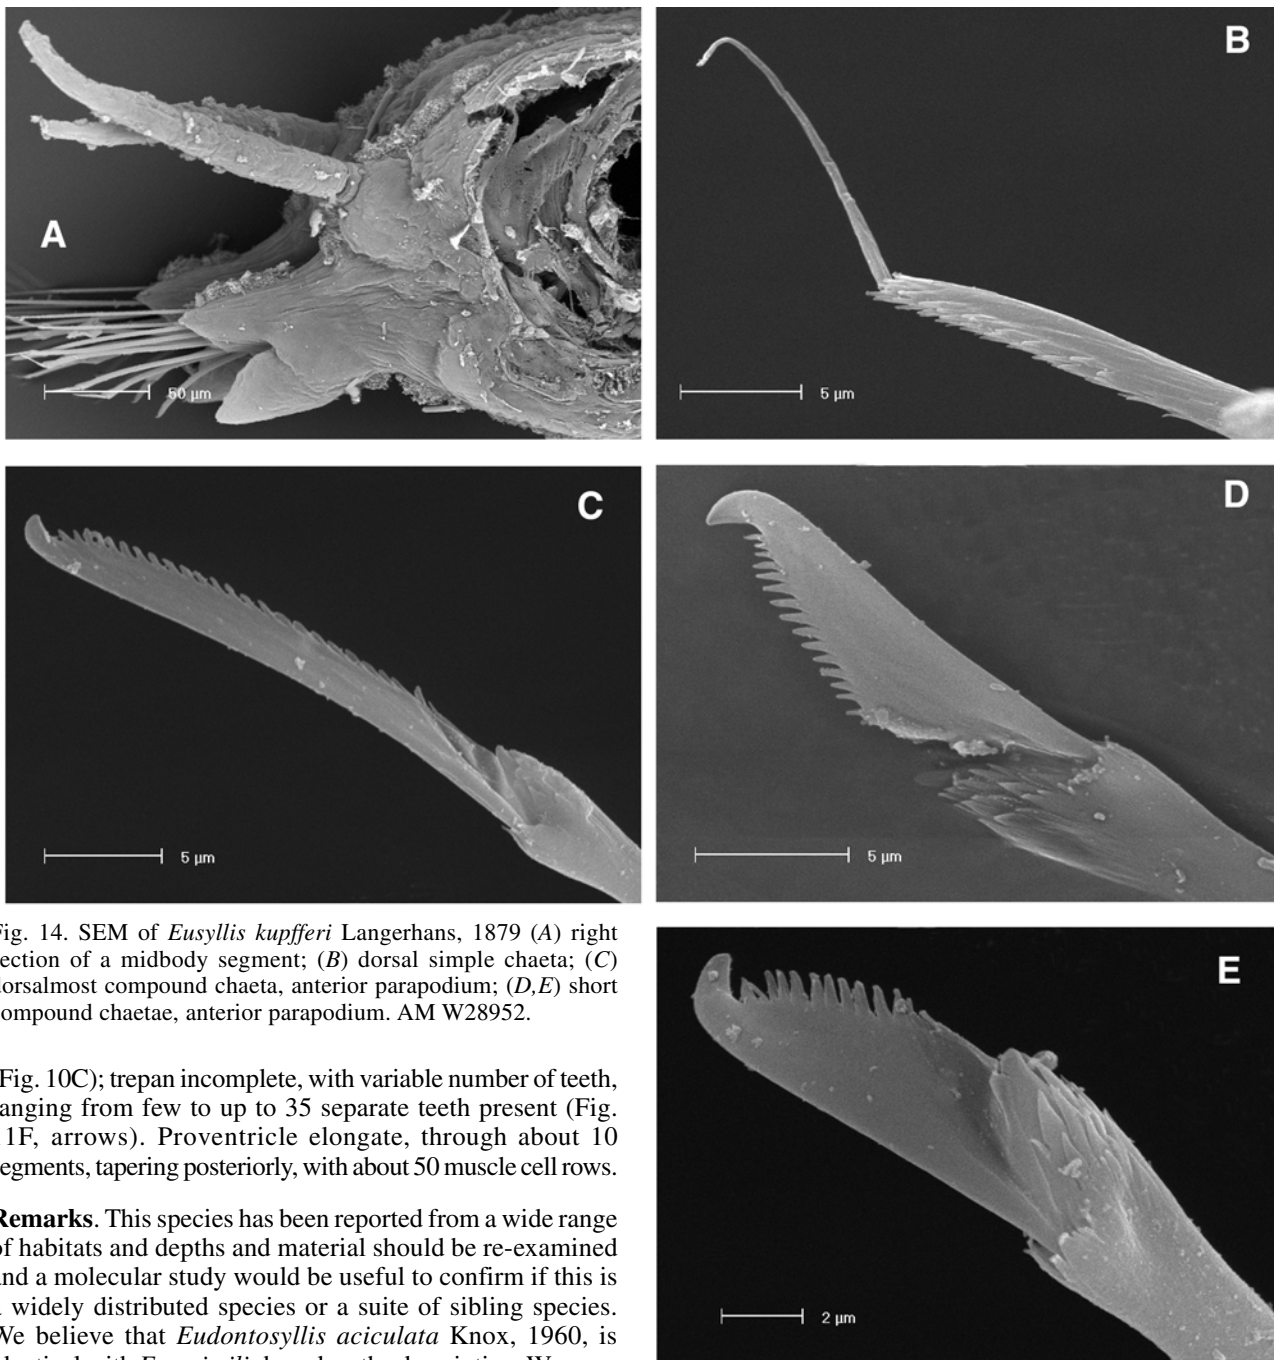 A
50 µm
B
5 µm
C
5 µm
D
5 µm
E
2 µm
Fig. 14. SEM of Eusyllis kupfferi Langerhans, 1879 (A) right
ection of a midbody segment; (B) dorsal simple chaeta; (C)
dorsalmost compound chaeta, anterior parapodium; (D,E) short
compound chaetae, anterior parapodium. AM W28952.
Fig. 10C); trepan incomplete, with variable number of teeth,
anging from few to up to 35 separate teeth present (Fig.
1F, arrows). Proventricle elongate, through about 10
egments, tapering posteriorly, with about 50 muscle cell rows.
Remarks. This species has been reported from a wide range
of habitats and depths and material should be re-examined
and a molecular study would be useful to confirm if this is
a widely distributed species or a suite of sibling species.
We believe that Eudontosyllis aciculata Knox, 1960, is